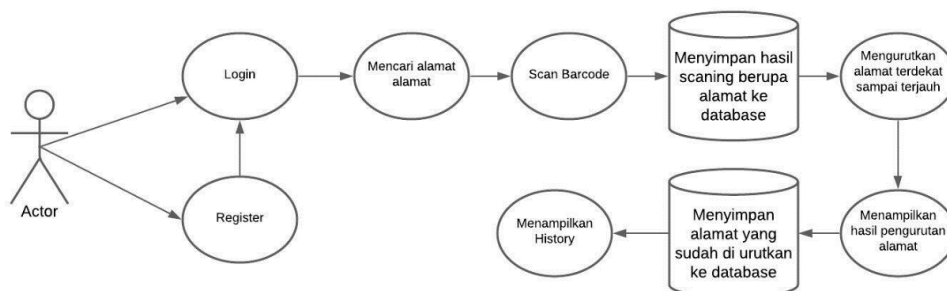 Actor
Login
Register
Mencari alamat
alamat
Scan Barcode
Menyimpan hasil
scaning berupa
alamat ke
database
Mengurutkan
alamat terdekat
sampai terjauh
Menampilkan
hasil pengurutan
alamat
Menyimpan
alamat yang
sudah di urutkan
ke database
Menampilkan
History